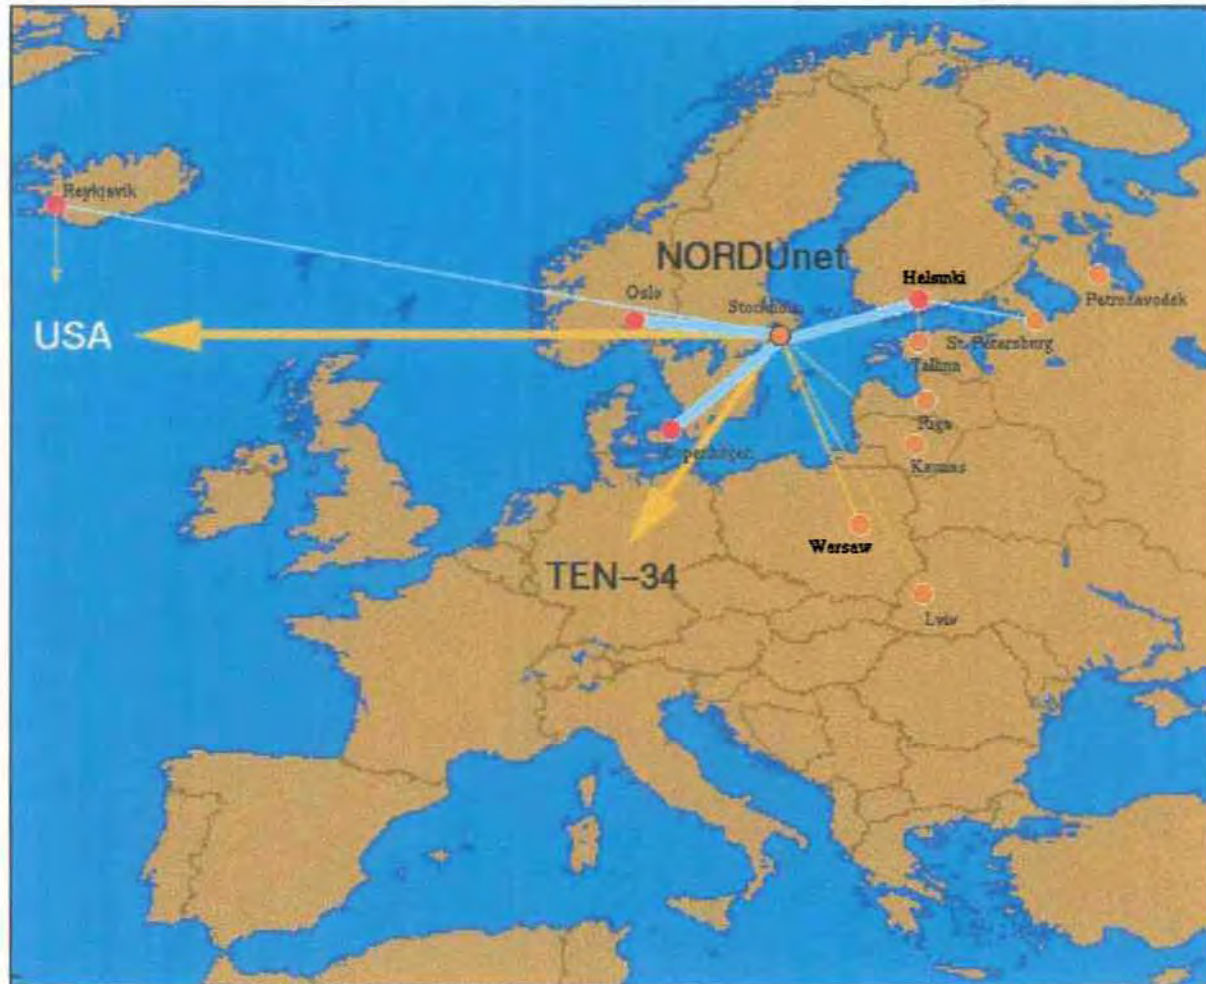 Reykjavik
NORDUnet
Helsinki
Oslo
Petrozavodsk
Stockholm
USA
St. Petersburg
Tallinn
Riga
Copenhagen
Kaunas
Warsaw
TEN-34
Lviv